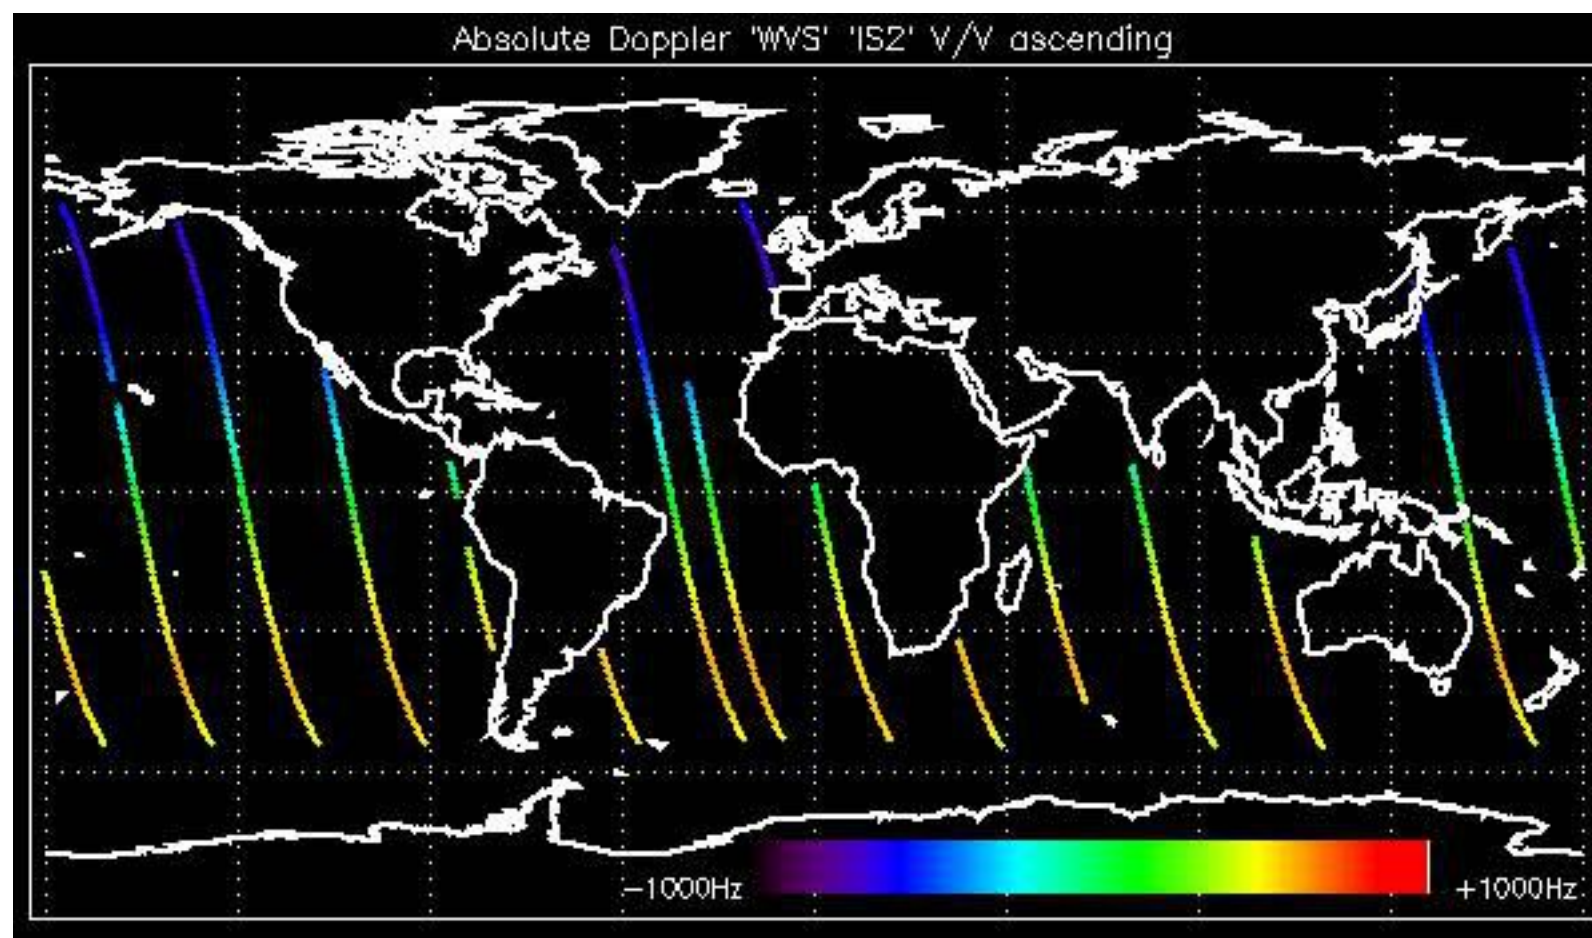 Absolute Doppler 'WVS' 'IS2' V/V ascending
-1000Hz
+1000Hz